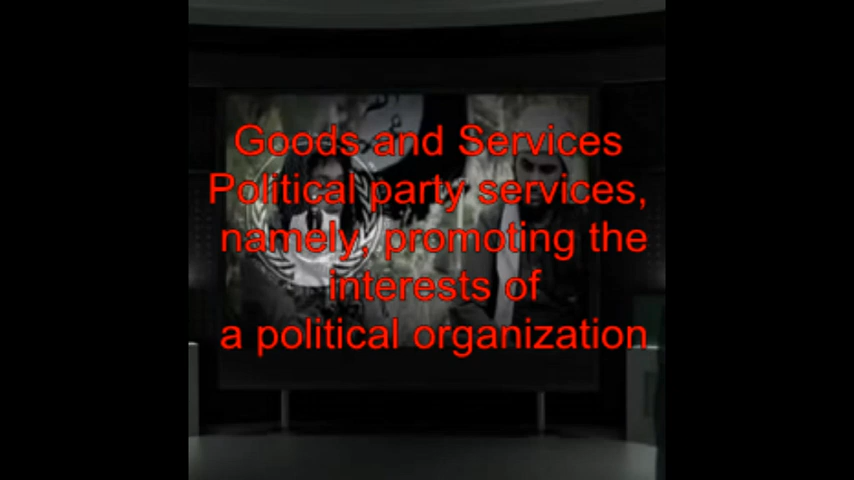 Goods and Services
Political party services,
namely, promoting the
interests of
a political organization